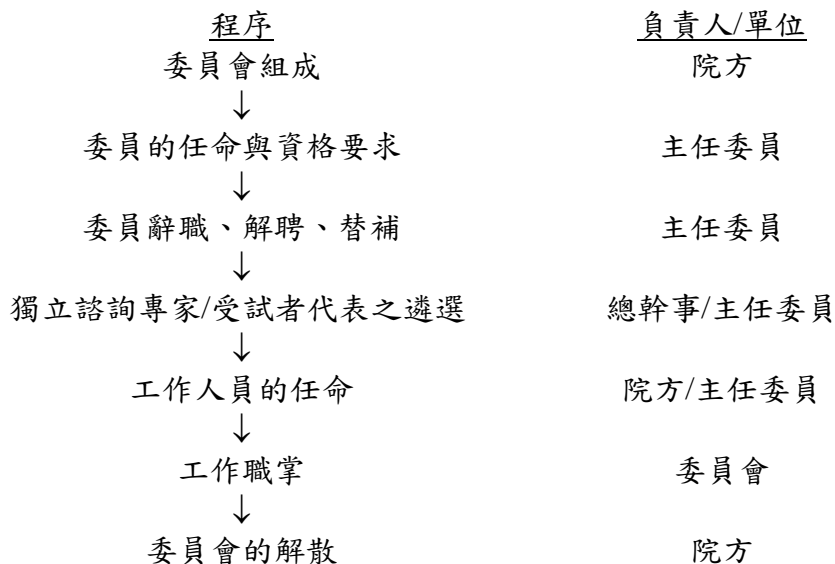 程序 負責人/單位
委員會組成 院方
↓
委員的任命與資格要求 主任委員
↓
委員辭職、解聘、替補 主任委員
↓
獨立諮詢專家/受試者代表之遴選 總幹事/主任委員
↓
工作人員的任命 院方/主任委員
↓
工作職掌 委員會
↓
委員會的解散 院方